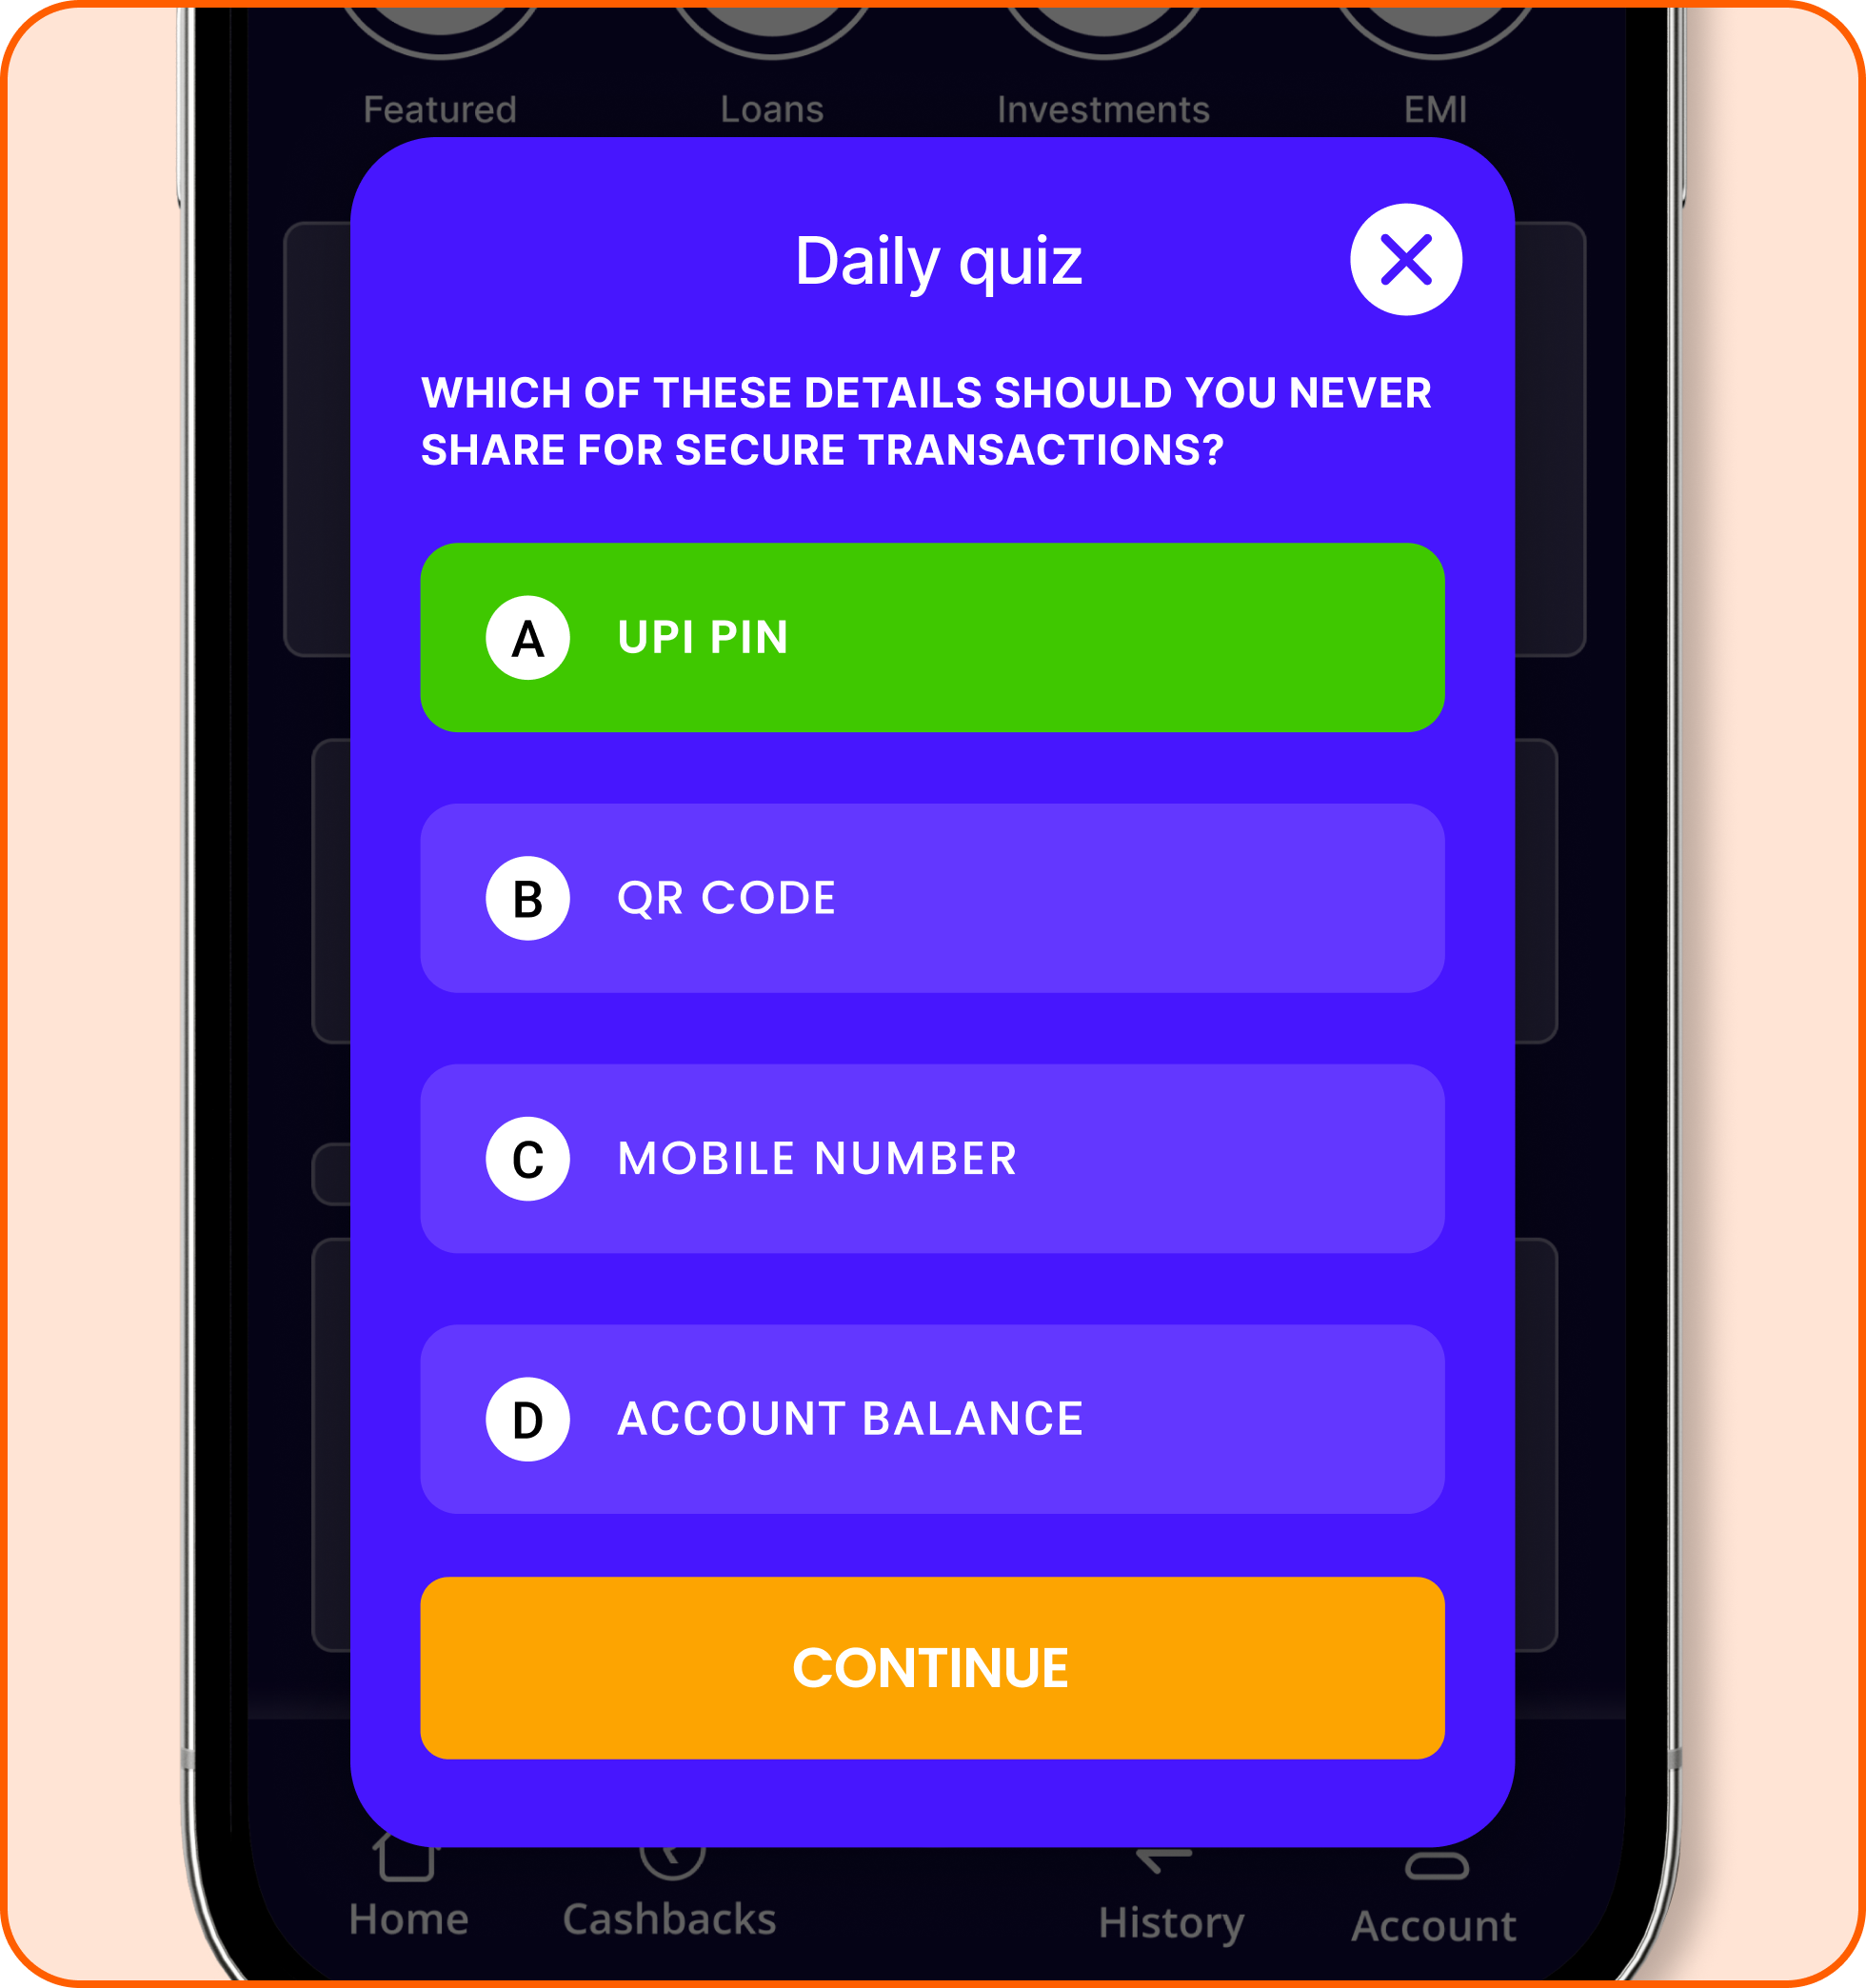 Featured Loans Investments EMI
Daily quiz
WHICH OF THESE DETAILS SHOULD YOU NEVER
SHARE FOR SECURE TRANSACTIONS?
A UPI PIN
B QR CODE
C MOBILE NUMBER
D ACCOUNT BALANCE
CONTINUE
Home Cashbacks History Account